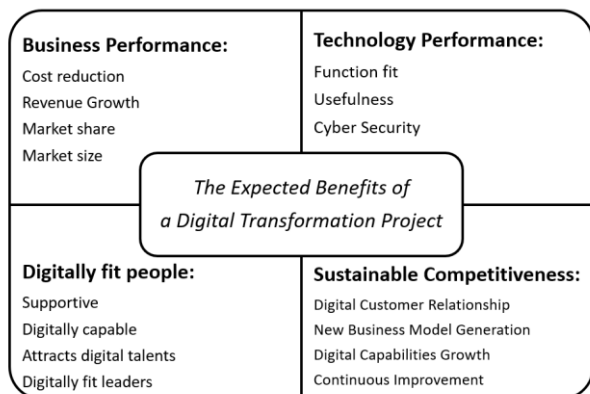 Business Performance:
Cost reduction
Revenue Growth
Market share
Market size
Technology Performance:
Function fit
Usefulness
Cyber Security
The Expected Benefits of
a Digital Transformation Project
Digitally fit people:
Supportive
Digitally capable
Attracts digital talents
Digitally fit leaders
Sustainable Competitiveness:
Digital Customer Relationship
New Business Model Generation
Digital Capabilities Growth
Continuous Improvement